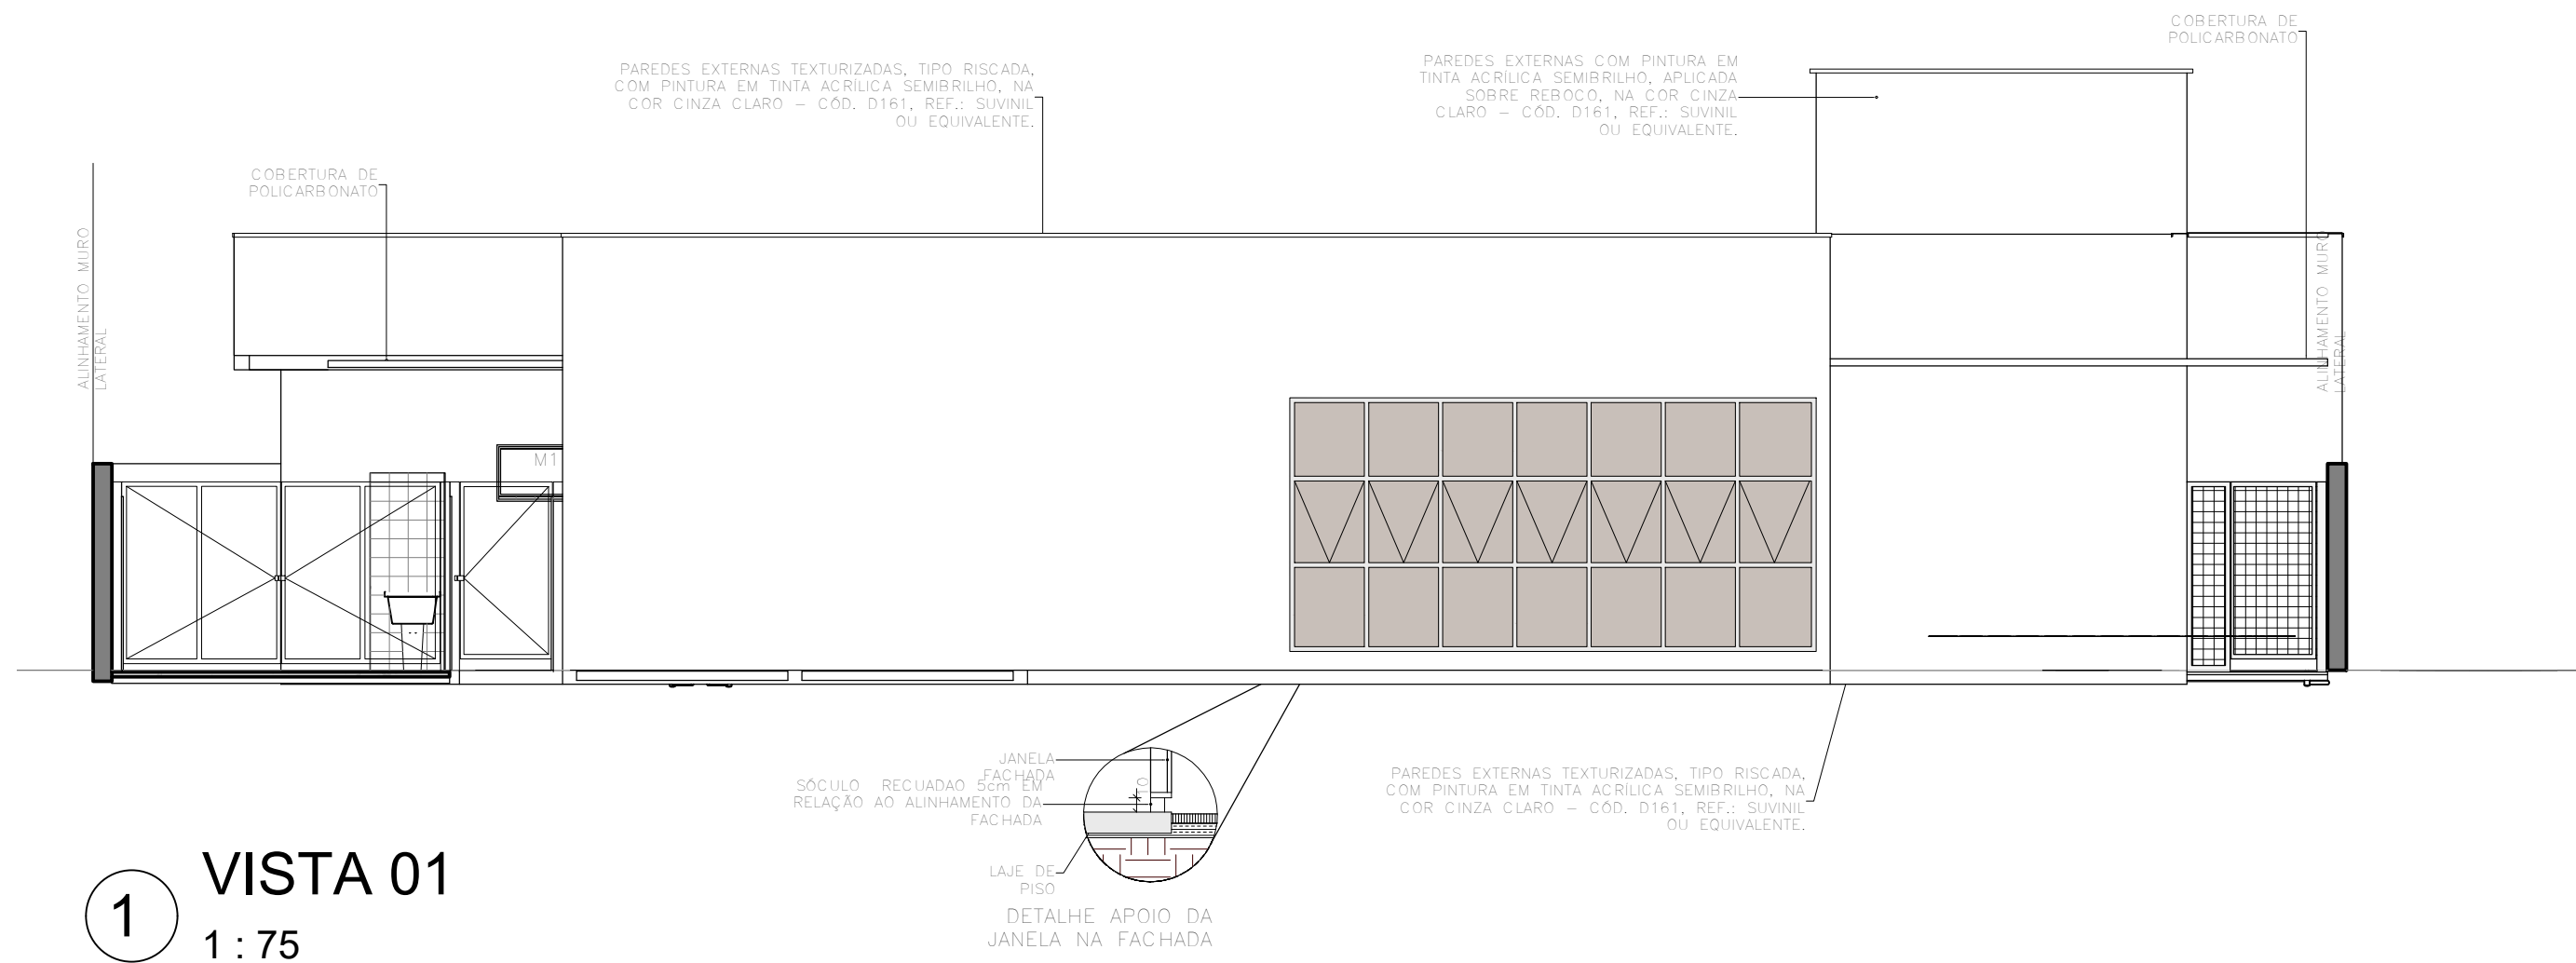 COBERTURA DE
POLICARBONATO
PAREDES EXTERNAS COM PINTURA EM
TINTA ACRÍLICA SEMIBRILHO, APLICADA
SOBRE REBOCO, NA COR CINZA
CLARO – CÓD. D161, REF.: SUVINIL
OU EQUIVALENTE.
PAREDES EXTERNAS TEXTURIZADAS, TIPO RISCADA,
COM PINTURA EM TINTA ACRÍLICA SEMIBRILHO, NA
COR CINZA CLARO – CÓD. D161, REF.: SUVINIL
OU EQUIVALENTE.
COBERTURA DE
POLICARBONATO
ALINHAMENTO MURO
LATERAL
ALINHAMENTO MURO
LATERAL
M1
JANELA
FACHADA
SÓCULO RECUADAO 5cm EM
RELAÇÃO AO ALINHAMENTO DA
FACHADA
10
LAJE DE
PISO
DETALHE APOIO DA
JANELA NA FACHADA
PAREDES EXTERNAS TEXTURIZADAS, TIPO RISCADA,
COM PINTURA EM TINTA ACRÍLICA SEMIBRILHO, NA
COR CINZA CLARO – CÓD. D161, REF.: SUVINIL
OU EQUIVALENTE.
1
VISTA 01
1 : 75